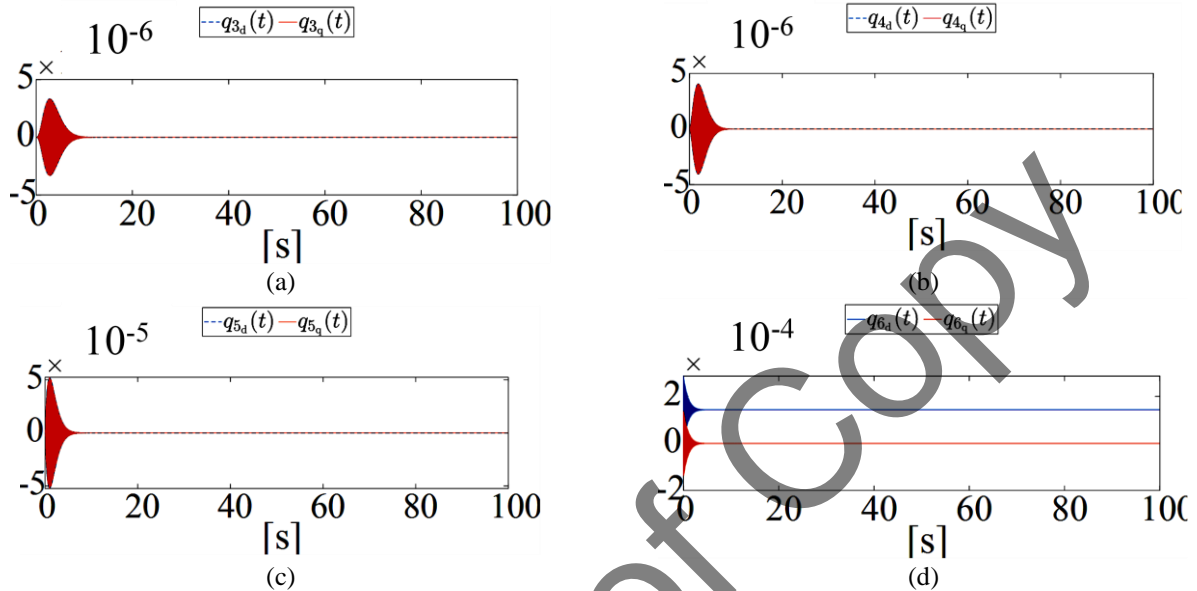 q3d(t) q3q(t) q4d(t) q4q(t)
× 10-6 × 10-6
5 5
0 0
-5 -5
0 20 40 60 80 100 0 20 40 60 80 100
[s] [s]
(a) (b)
q5d(t) q5q(t) q6d(t) q6q(t)
× 10-5 × 10-4
5 2
0 0
-5 -2
0 20 40 60 80 100 0 20 40 60 80 100
[s] [s]
(c) (d)
of Copy